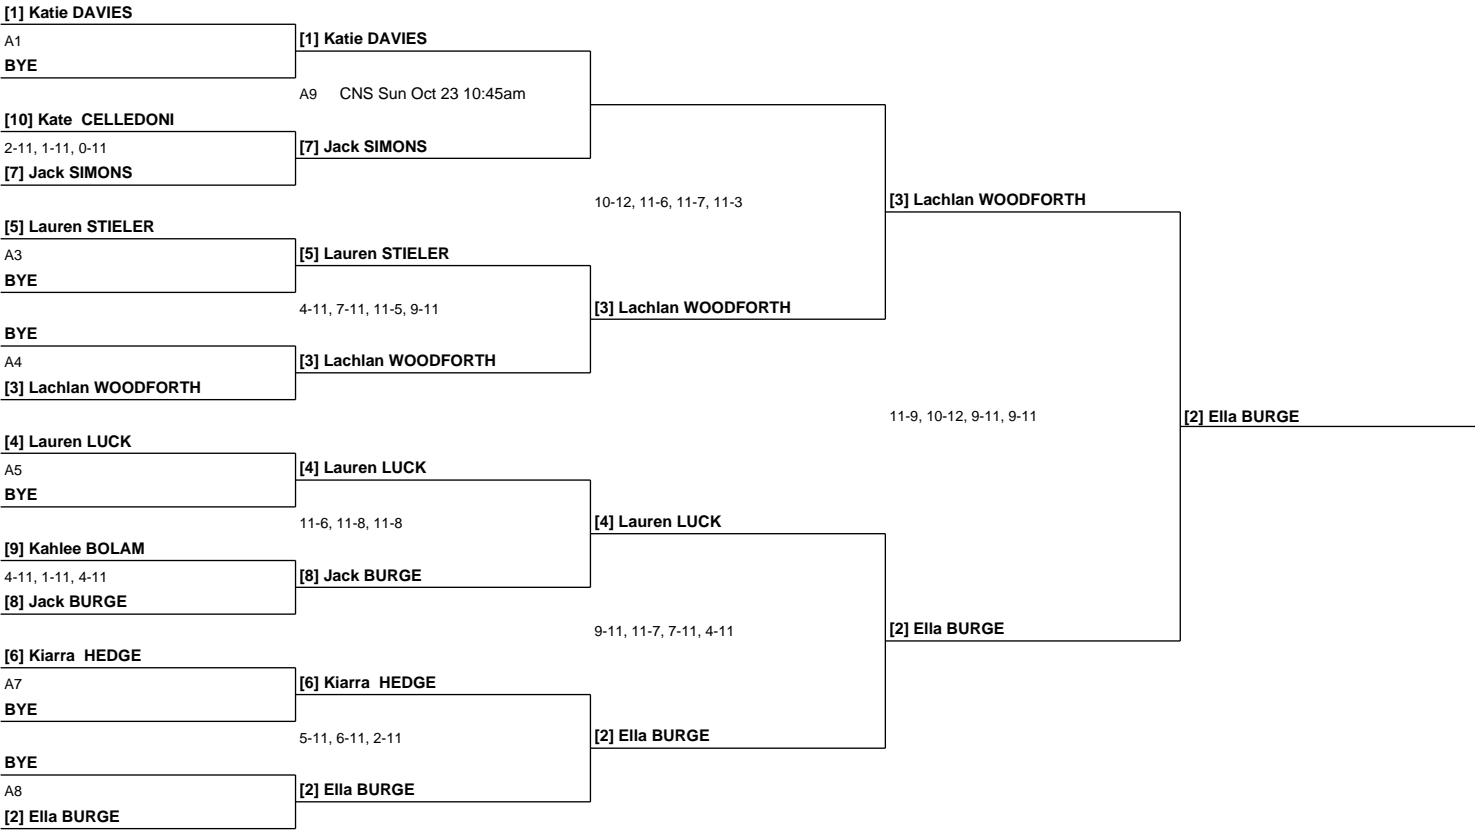 [1] Katie DAVIES
A1
BYE
[10] Kate  CELLEDONI
2-11, 1-11, 0-11
[7] Jack SIMONS
[5] Lauren STIELER
A3
BYE
BYE
A4
[3] Lachlan WOODFORTH
[4] Lauren LUCK
A5
BYE
[9] Kahlee BOLAM
4-11, 1-11, 4-11
[8] Jack BURGE
[6] Kiarra  HEDGE
A7
BYE
BYE
A8
[2] Ella BURGE
[1] Katie DAVIES
A9 CNS Sun Oct 23 10:45am
[7] Jack SIMONS
[5] Lauren STIELER
4-11, 7-11, 11-5, 9-11
[3] Lachlan WOODFORTH
[4] Lauren LUCK
11-6, 11-8, 11-8
[8] Jack BURGE
[6] Kiarra  HEDGE
5-11, 6-11, 2-11
[2] Ella BURGE
10-12, 11-6, 11-7, 11-3
[3] Lachlan WOODFORTH
[4] Lauren LUCK
9-11, 11-7, 7-11, 4-11
[2] Ella BURGE
[3] Lachlan WOODFORTH
11-9, 10-12, 9-11, 9-11
[2] Ella BURGE
[2] Ella BURGE